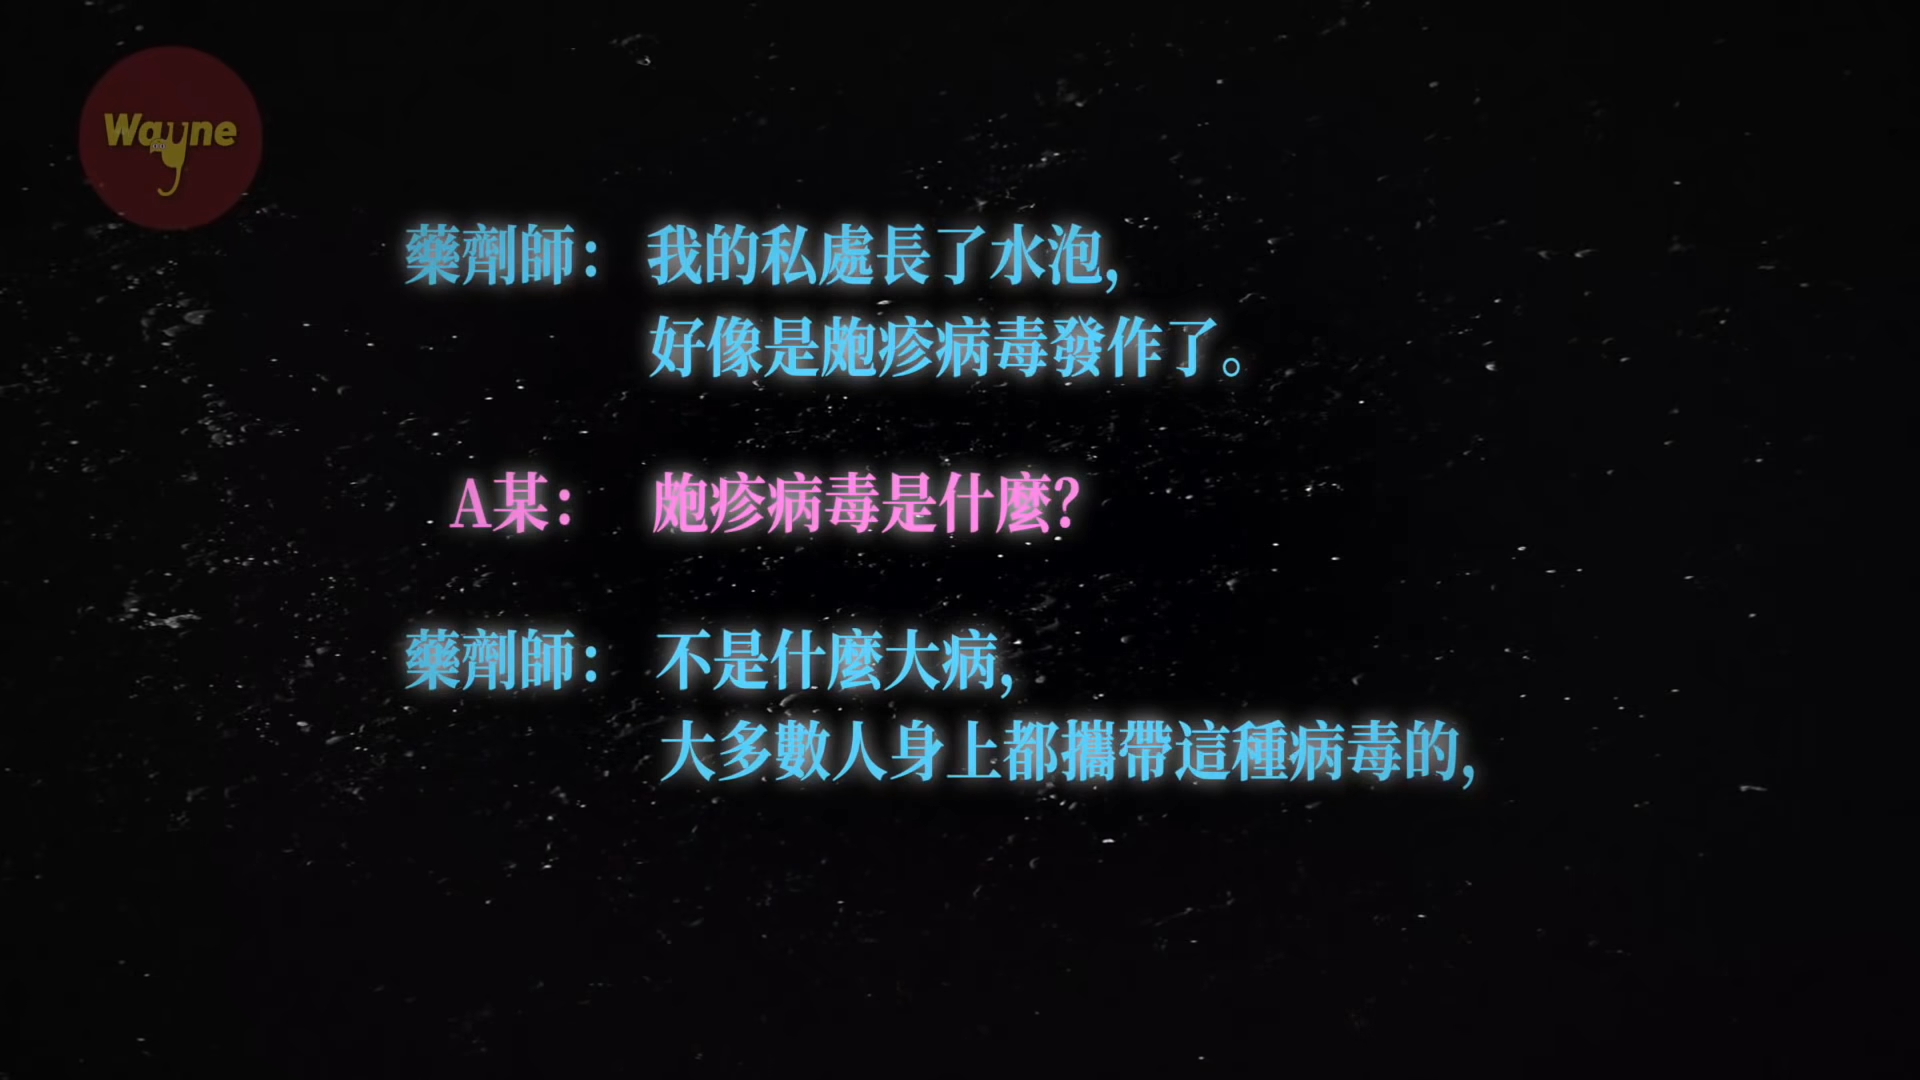 Wayne
藥劑師： 我的私處長了水泡,
好像是皰疹病毒發作了。
A某： 皰疹病毒是什麼?
藥劑師： 不是什麼大病,
大多數人身上都攜帶這種病毒的,